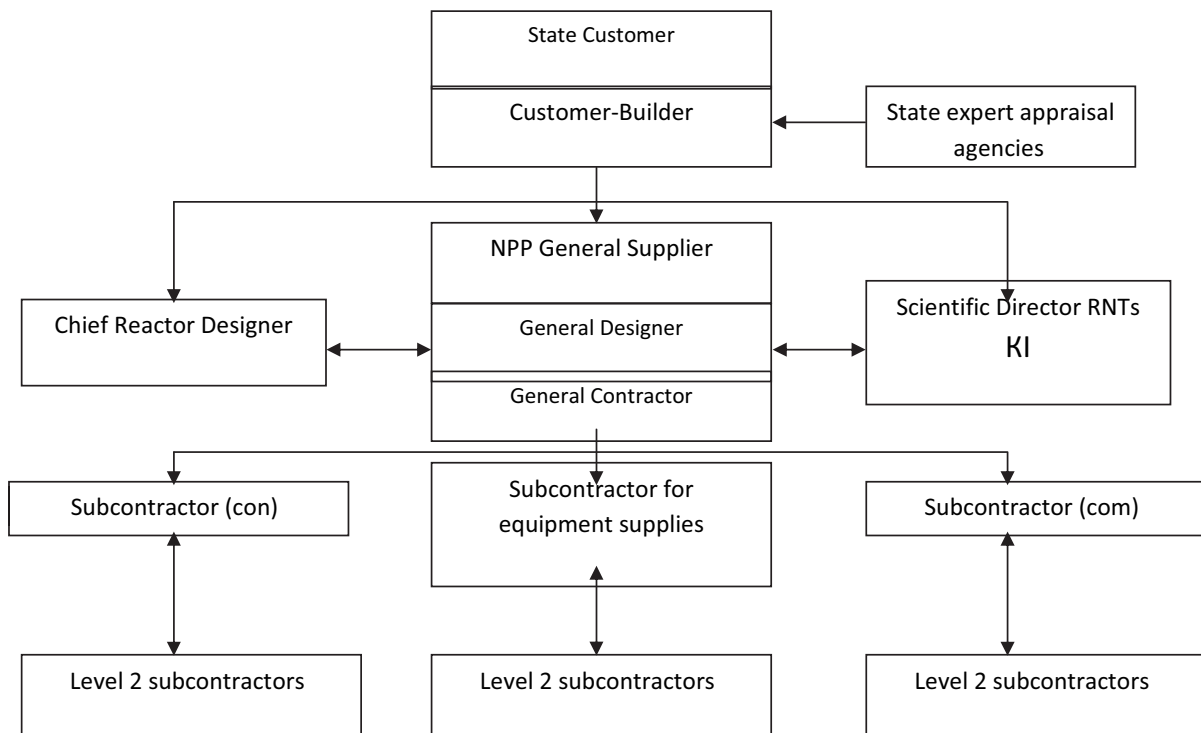 State Customer
Customer-Builder
State expert appraisal
agencies
NPP General Supplier
Chief Reactor Designer
General Designer
Scientific Director RNTs
KI
General Contractor
Subcontractor (con)
Subcontractor for
equipment supplies
Subcontractor (com)
Level 2 subcontractors
Level 2 subcontractors
Level 2 subcontractors